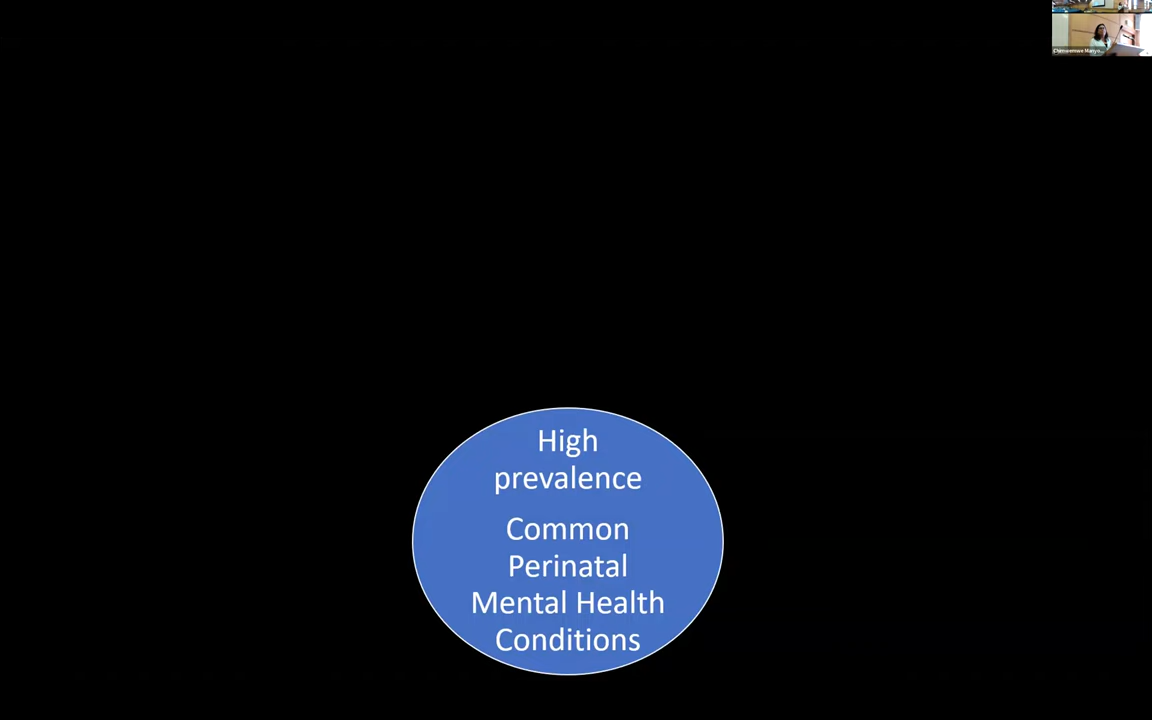 High
prevalence
Common
Perinatal
Mental Health
Conditions